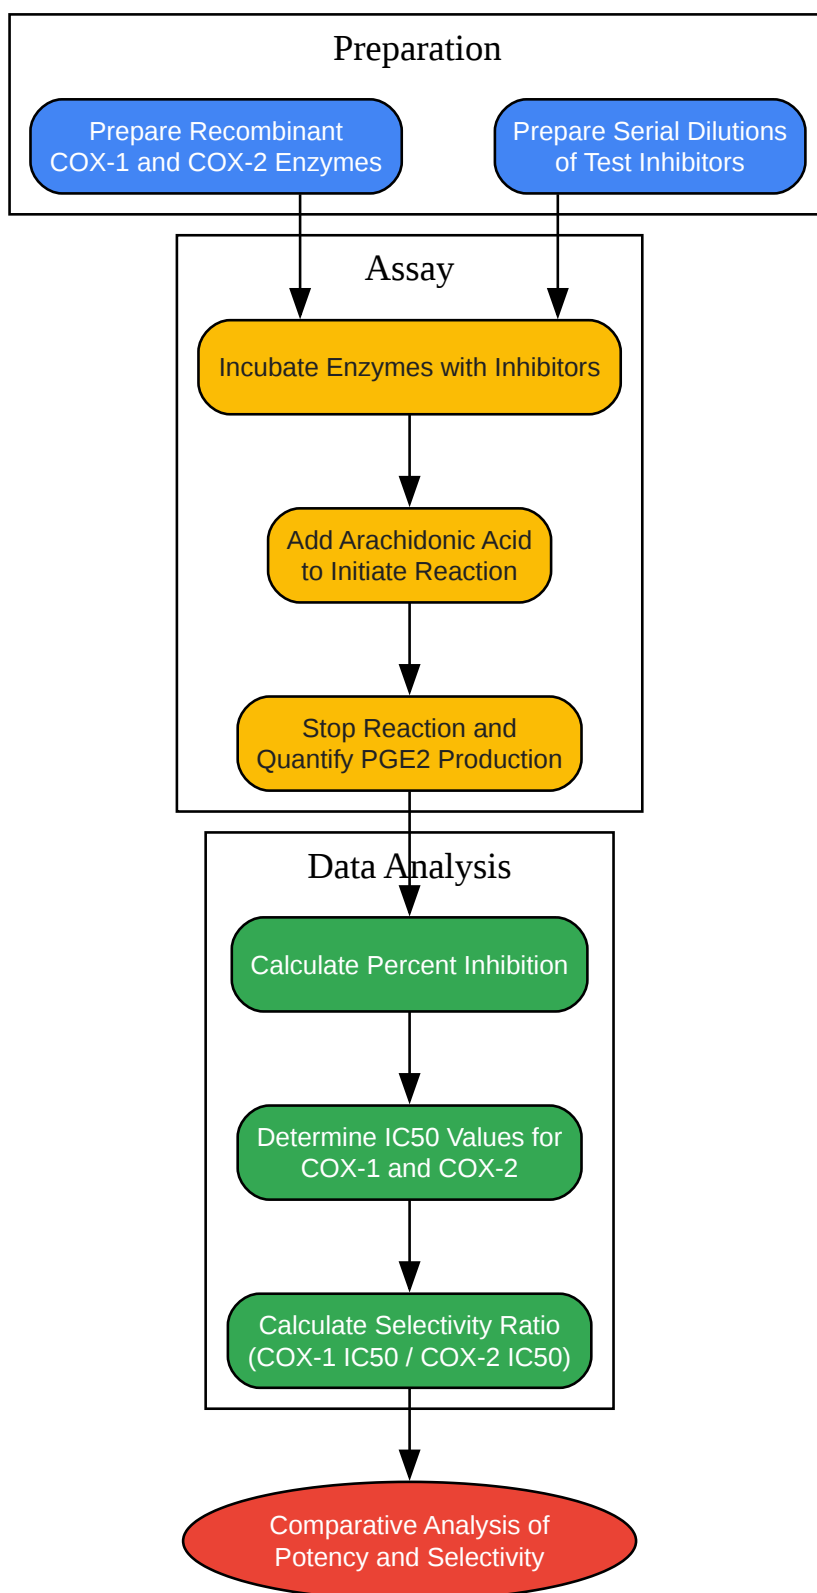 Preparation
Prepare Recombinant
COX-1 and COX-2 Enzymes
Prepare Serial Dilutions
of Test Inhibitors
Assay
Incubate Enzymes with Inhibitors
Add Arachidonic Acid
to Initiate Reaction
Stop Reaction and
Quantify PGE2 Production
Data Analysis
Calculate Percent Inhibition
Determine IC50 Values for
COX-1 and COX-2
Calculate Selectivity Ratio
(COX-1 IC50 / COX-2 IC50)
Comparative Analysis of
Potency and Selectivity